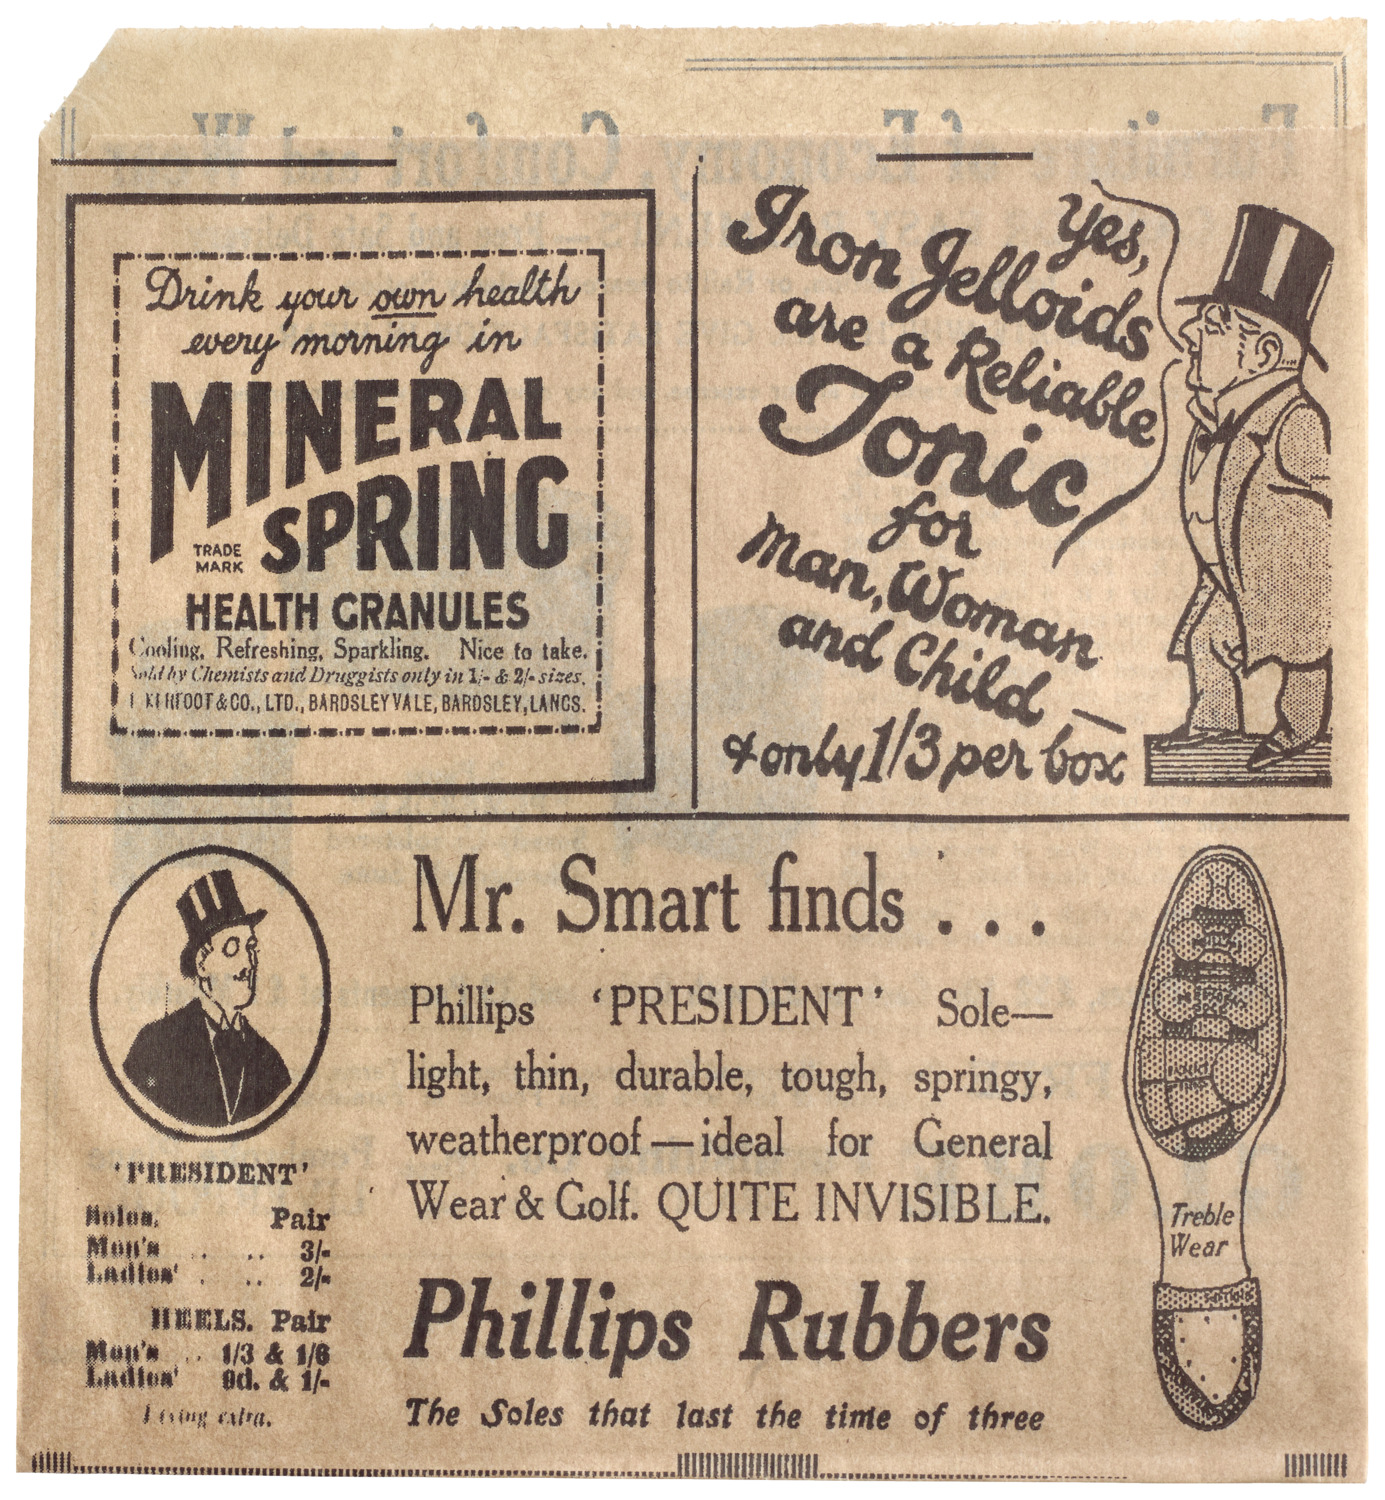 Drink your own health
every morning in
MINERAL
SPRING
TRADE
MARK
HEALTH GRANULES
Cooling, Refreshing, Sparkling. Nice to take.
Sold by Chemists and Druggists only in 1/- & 2/- sizes.
KERFOOT & CO., LTD., BARDSLEY VALE, BARDSLEY, LANCS.
Yes,
Iron Jelloids
are a Reliable
Tonic
for
Man, Woman
and Child —
& only 1/3 per box
Mr. Smart finds . . .
Phillips ‘PRESIDENT’ Sole—
light, thin, durable, tough, springy,
weatherproof — ideal for General
Wear & Golf. QUITE INVISIBLE.
Phillips Rubbers
The Soles that last the time of three
‘PRESIDENT’
Soles. Pair
Men's .. .. 3/-
Ladies' . .. 2/-
HEELS. Pair
Men's .. 1/3 & 1/6
Ladies' 9d. & 1/-
Fixing extra.
Treble
Wear